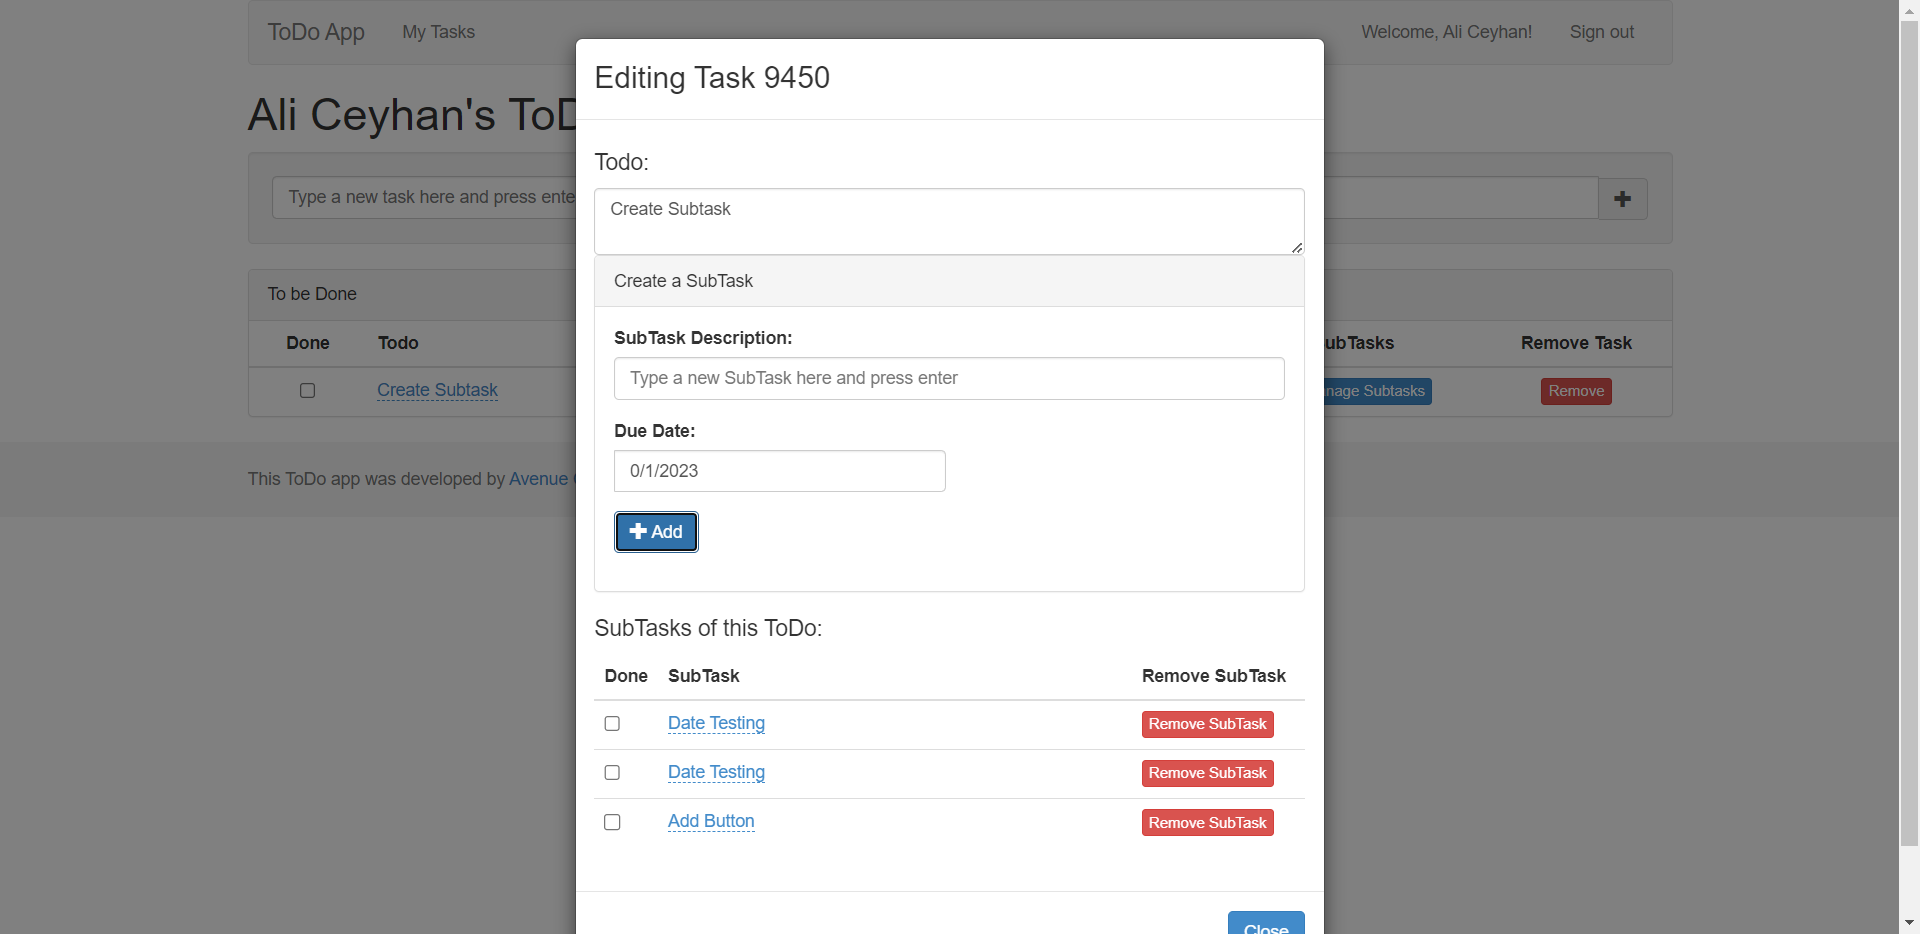 ToDo App My Tasks Welcome, Ali Ceyhan! Sign out
Editing Task 9450
Ali Ceyhan's
Todo:
Type a new task here and press
Create Subtask
Create a SubTask
To be Done
SubTask Description:
Done Todo Remove Task
Type a new SubTask here and press enter
Create Subtask Subtasks Remove
Due Date:
0/1/2023
This ToDo app was developed by Avenue
Add
SubTasks of this ToDo:
Done SubTask Remove SubTask
Date Testing Remove SubTask
Date Testing Remove SubTask
Add Button Remove SubTask
Close